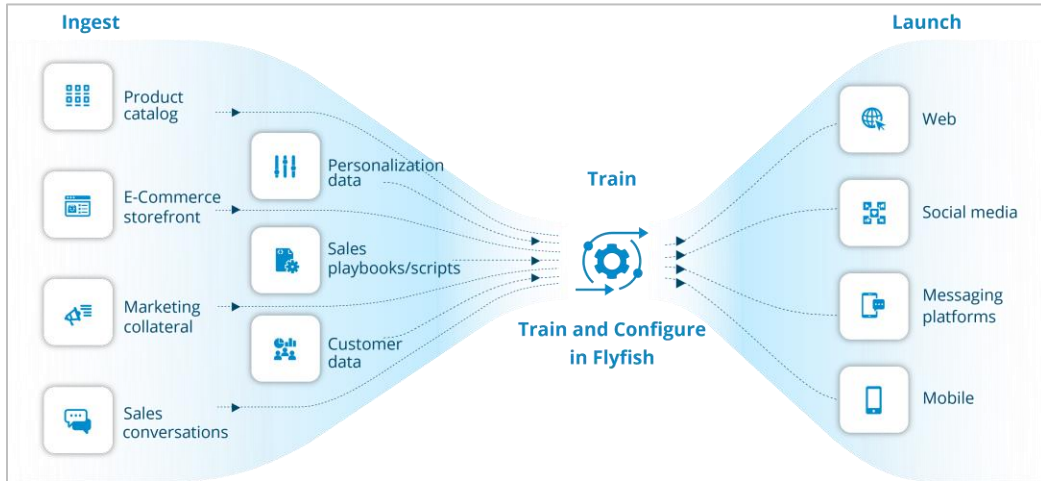 Ingest
Product
catalog
E-Commerce
storefront
Marketing
collateral
Sales
conversations
Personalization
data
Sales
playbooks/scripts
Customer
data
Train
Train and Configure
in Flyfish
Launch
Web
Social media
Messaging
platforms
Mobile